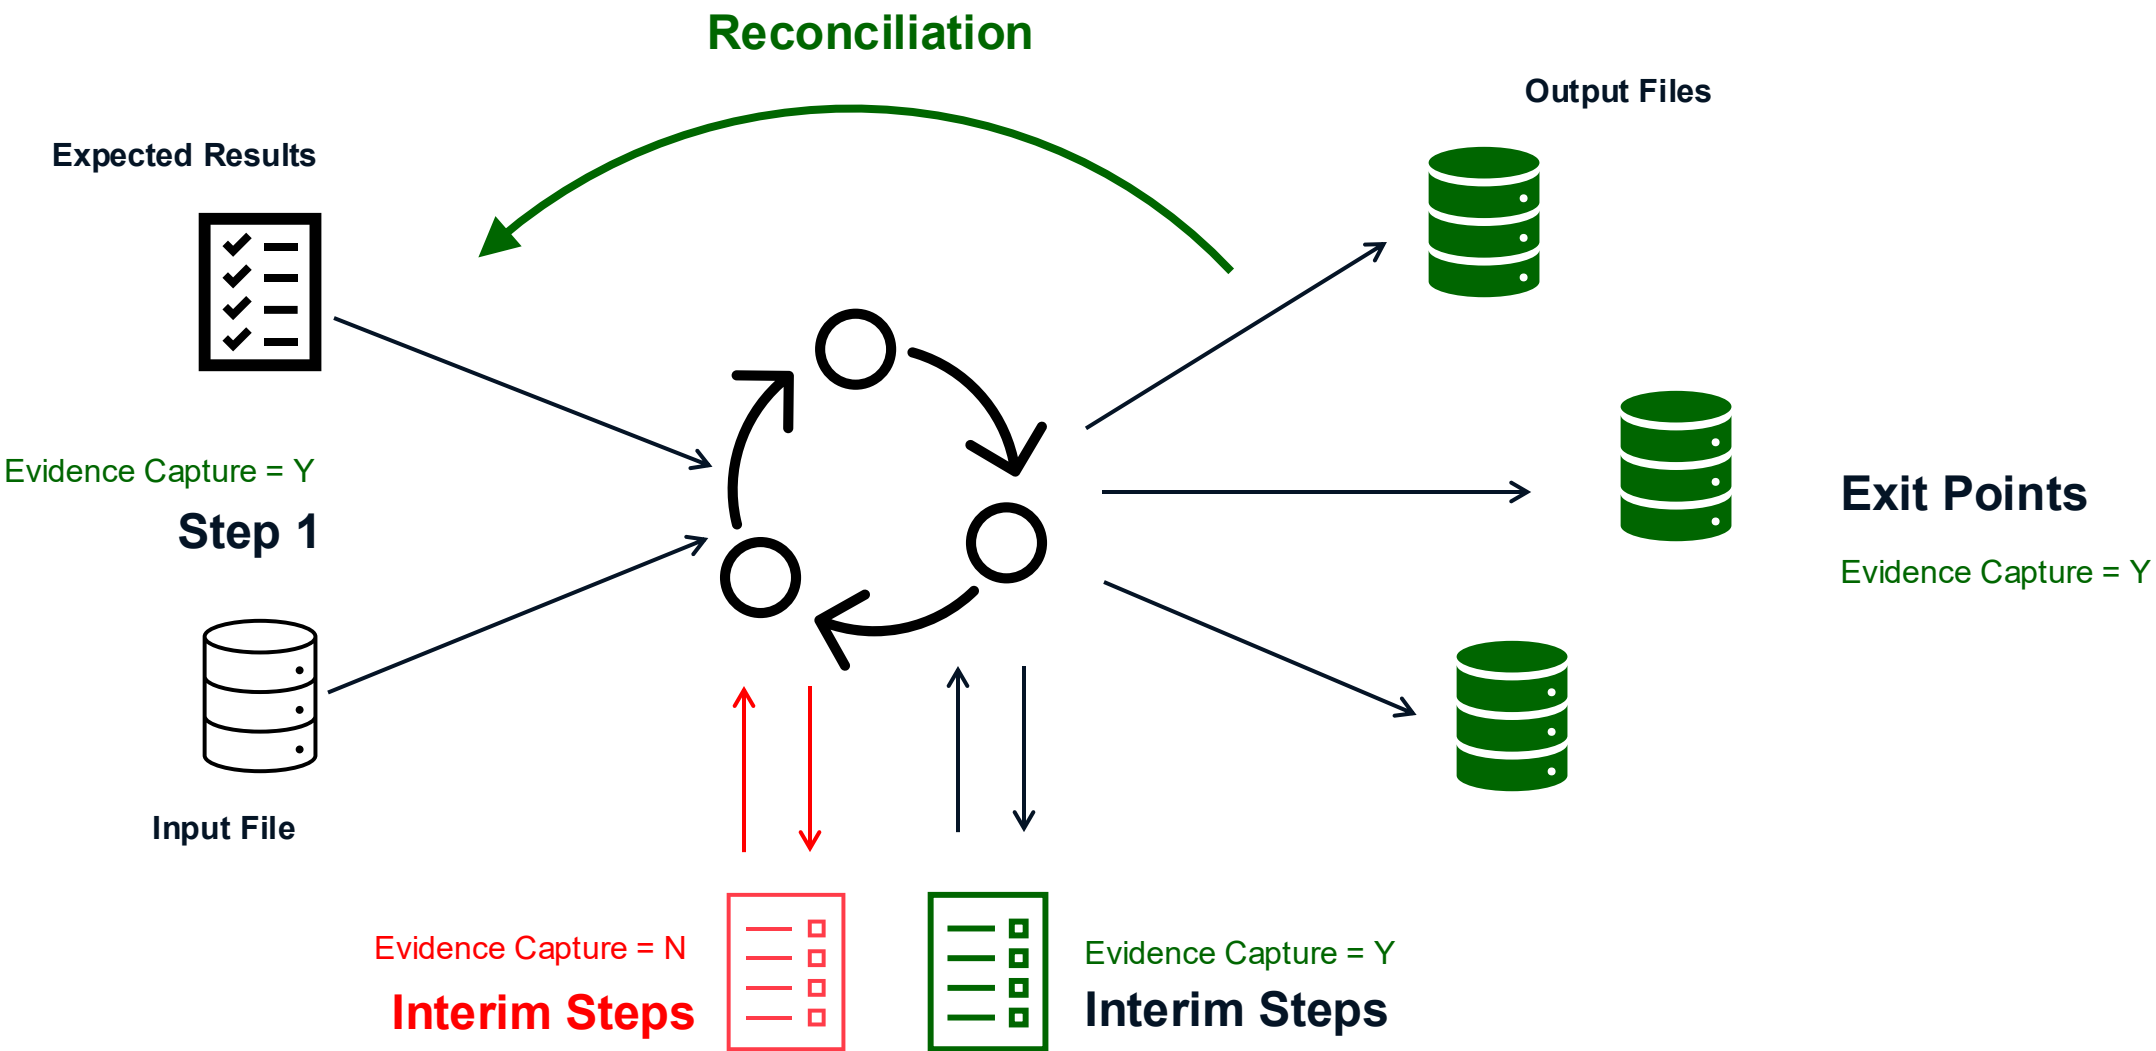 Reconciliation
Output Files
Expected Results
Evidence Capture = Y
Step 1
Exit Points
Evidence Capture = Y
Input File
Evidence Capture = N
Interim Steps
Evidence Capture = Y
Interim Steps